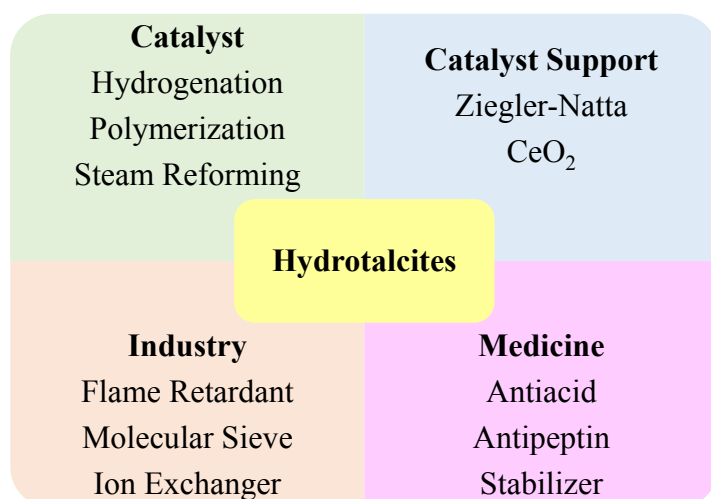 Catalyst
Hydrogenation
Polymerization
Steam Reforming
Catalyst Support
Ziegler-Natta
CeO₂
Hydrotalcites
Industry
Flame Retardant
Molecular Sieve
Ion Exchanger
Medicine
Antiacid
Antipeptin
Stabilizer